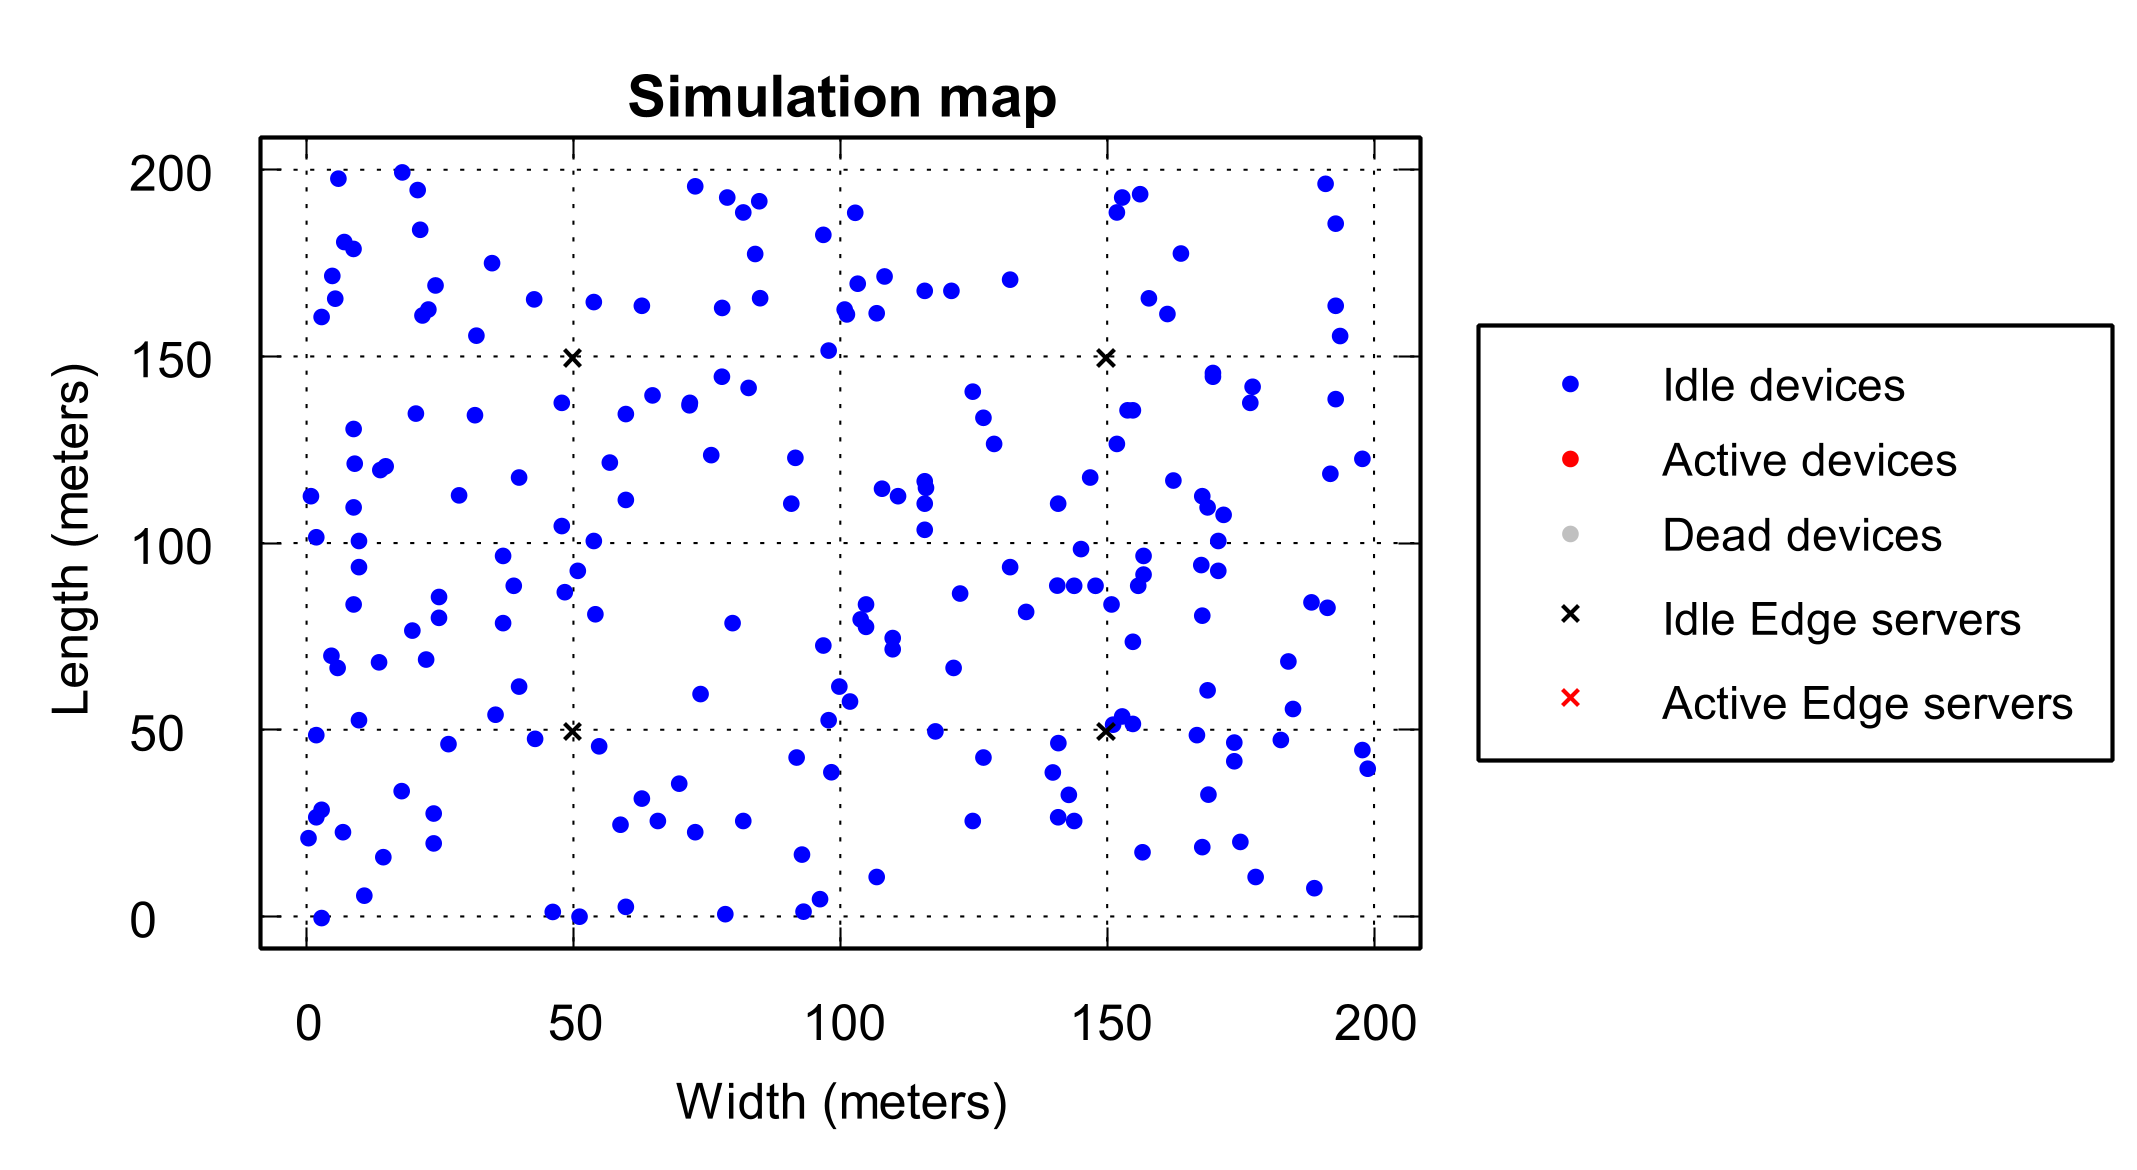 Simulation map
200
150
100
50
0
Length (meters)
0 50 100 150 200
Width (meters)
Idle devices
Active devices
Dead devices
Idle Edge servers
Active Edge servers